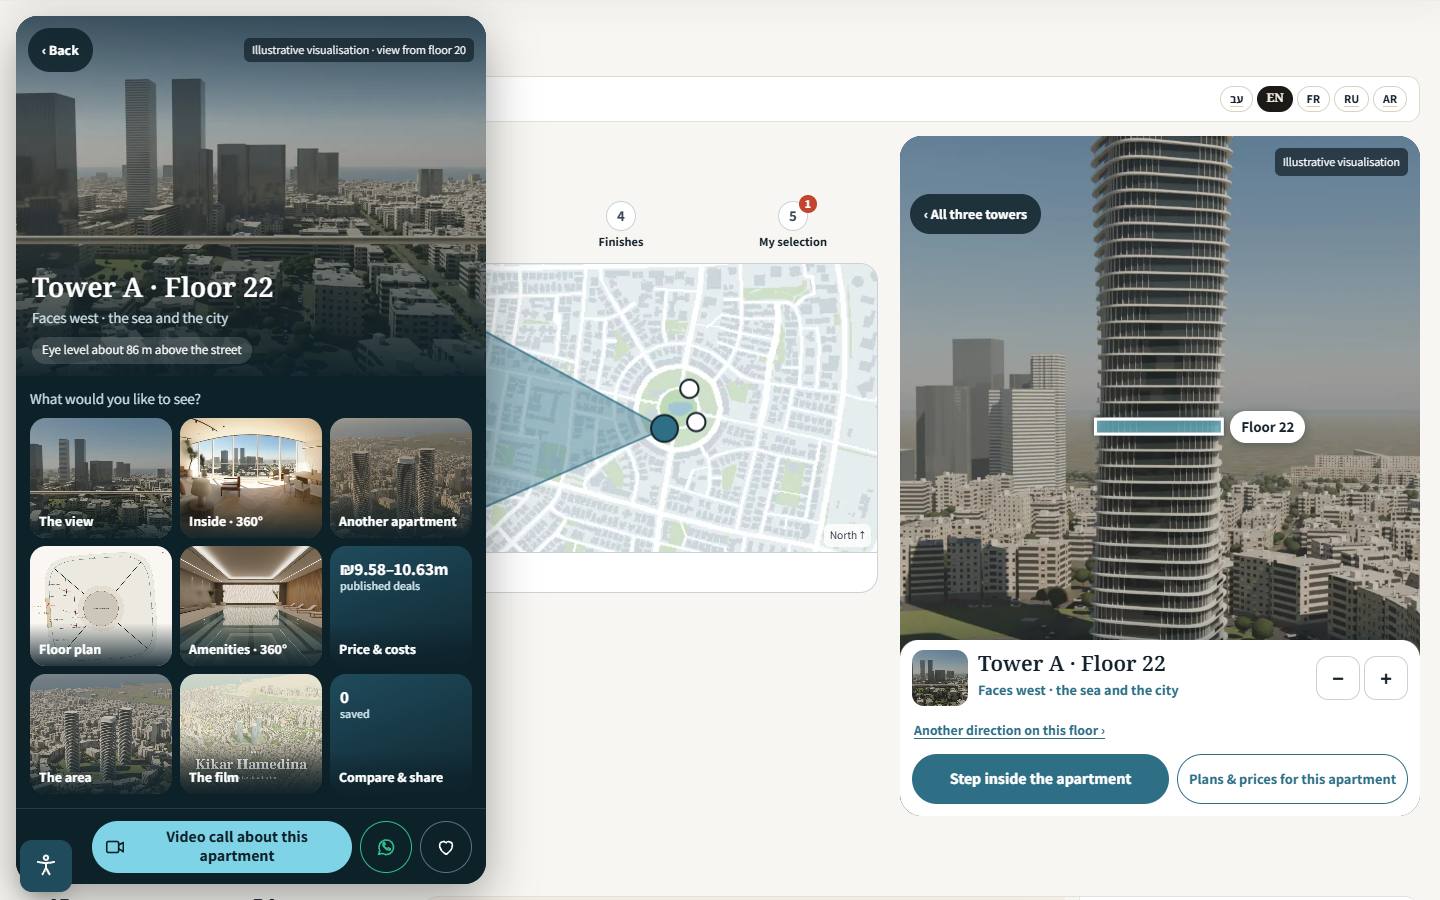 ‹ Back
Illustrative visualisation · view from floor 20
Tower A · Floor 22
Faces west · the sea and the city
Eye level about 86 m above the street
What would you like to see?
The view
Inside · 360°
Another apartment
Floor plan
Amenities · 360°
₪9.58–10.63m
published deals
Price & costs
The area
Kikar Hamedina
The film
0
saved
Compare & share
Video call about this
apartment
עב
EN
FR
RU
AR
4
Finishes
5
1
My selection
North ↑
Illustrative visualisation
‹ All three towers
Floor 22
Tower A · Floor 22
Faces west · the sea and the city
−
+
Another direction on this floor ›
Step inside the apartment
Plans & prices for this apartment